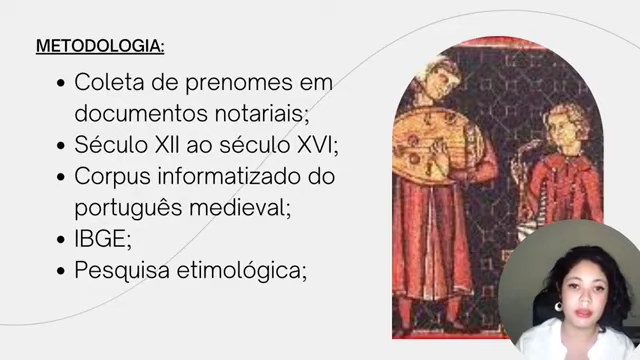 METODOLOGIA:
• Coleta de prenomes em
documentos notariais;
• Século XII ao século XVI;
• Corpus informatizado do
português medieval;
• IBGE;
• Pesquisa etimológica;